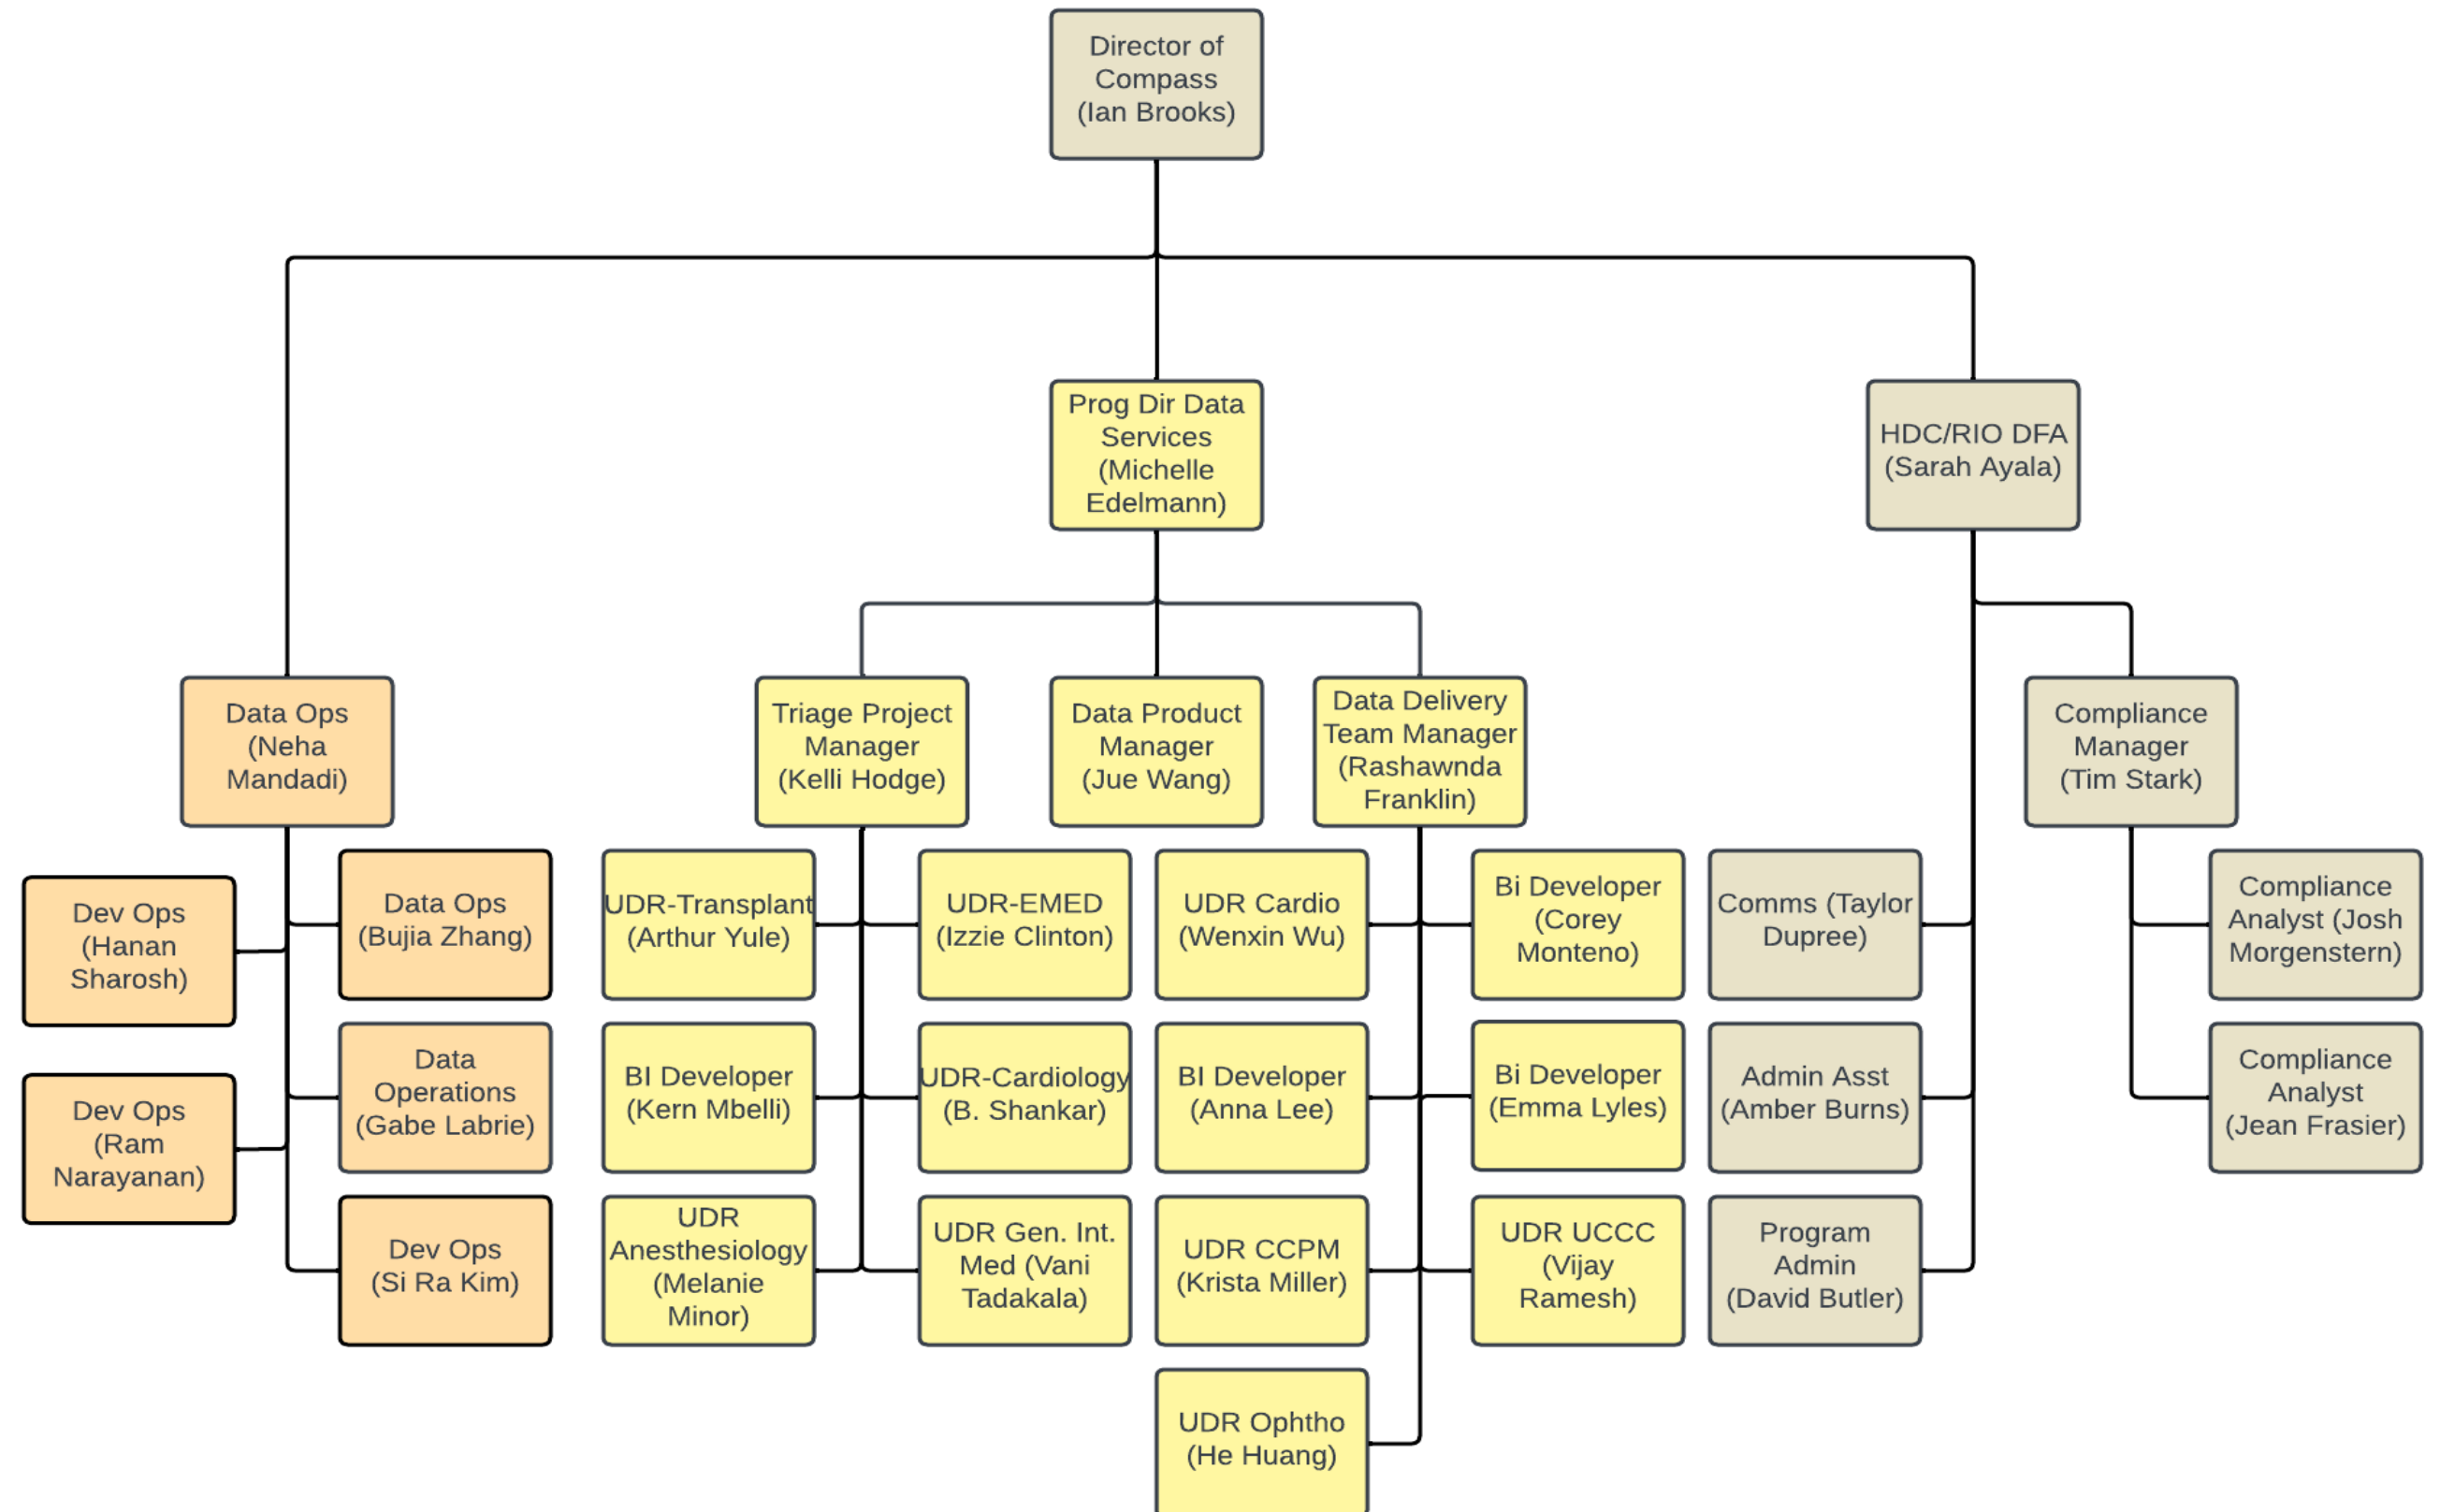 Director of
Compass
(Ian Brooks)
Prog Dir Data
Services
(Michelle
Edelmann)
HDC/RIO DFA
(Sarah Ayala)
Data Ops
(Neha
Mandadi)
Triage Project
Manager
(Kelli Hodge)
Data Product
Manager
(Jue Wang)
Data Delivery
Team Manager
(Rashawnda
Franklin)
Compliance
Manager
(Tim Stark)
Dev Ops
(Hanan
Sharosh)
Data Ops
(Bujia Zhang)
UDR-Transplant
(Arthur Yule)
UDR-EMED
(Izzie Clinton)
UDR Cardio
(Wenxin Wu)
Bi Developer
(Corey
Monteno)
Comms (Taylor
Dupree)
Compliance
Analyst (Josh
Morgenstern)
Dev Ops
(Ram
Narayanan)
Data
Operations
(Gabe Labrie)
BI Developer
(Kern Mbelli)
UDR-Cardiology
(B. Shankar)
BI Developer
(Anna Lee)
Bi Developer
(Emma Lyles)
Admin Asst
(Amber Burns)
Compliance
Analyst
(Jean Frasier)
Dev Ops
(Si Ra Kim)
UDR
Anesthesiology
(Melanie
Minor)
UDR Gen. Int.
Med (Vani
Tadakala)
UDR CCPM
(Krista Miller)
UDR UCCC
(Vijay
Ramesh)
Program
Admin
(David Butler)
UDR Ophtho
(He Huang)